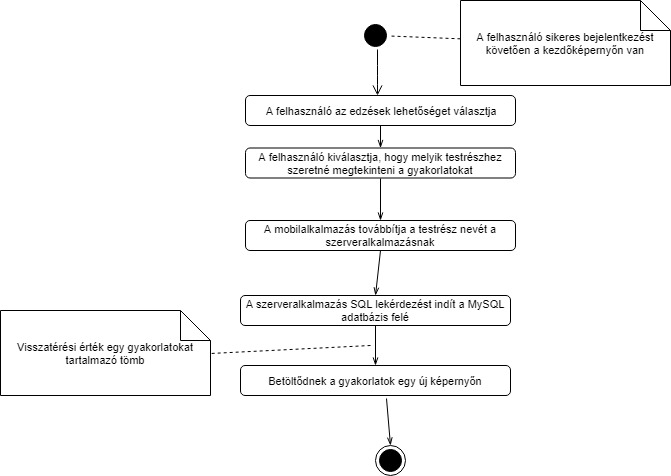 A felhasználó sikeres bejelentkezést
követően a kezdőképernyőn van
A felhasználó az edzések lehetőséget választja
A felhasználó kiválasztja, hogy melyik testrészhez
szeretné megtekinteni a gyakorlatokat
A mobilalkalmazás továbbítja a testrész nevét a
szerveralkalmazásnak
A szerveralkalmazás SQL lekérdezést indít a MySQL
adatbázis felé
Visszatérési érték egy gyakorlatokat
tartalmazó tömb
Betöltődnek a gyakorlatok egy új képernyőn